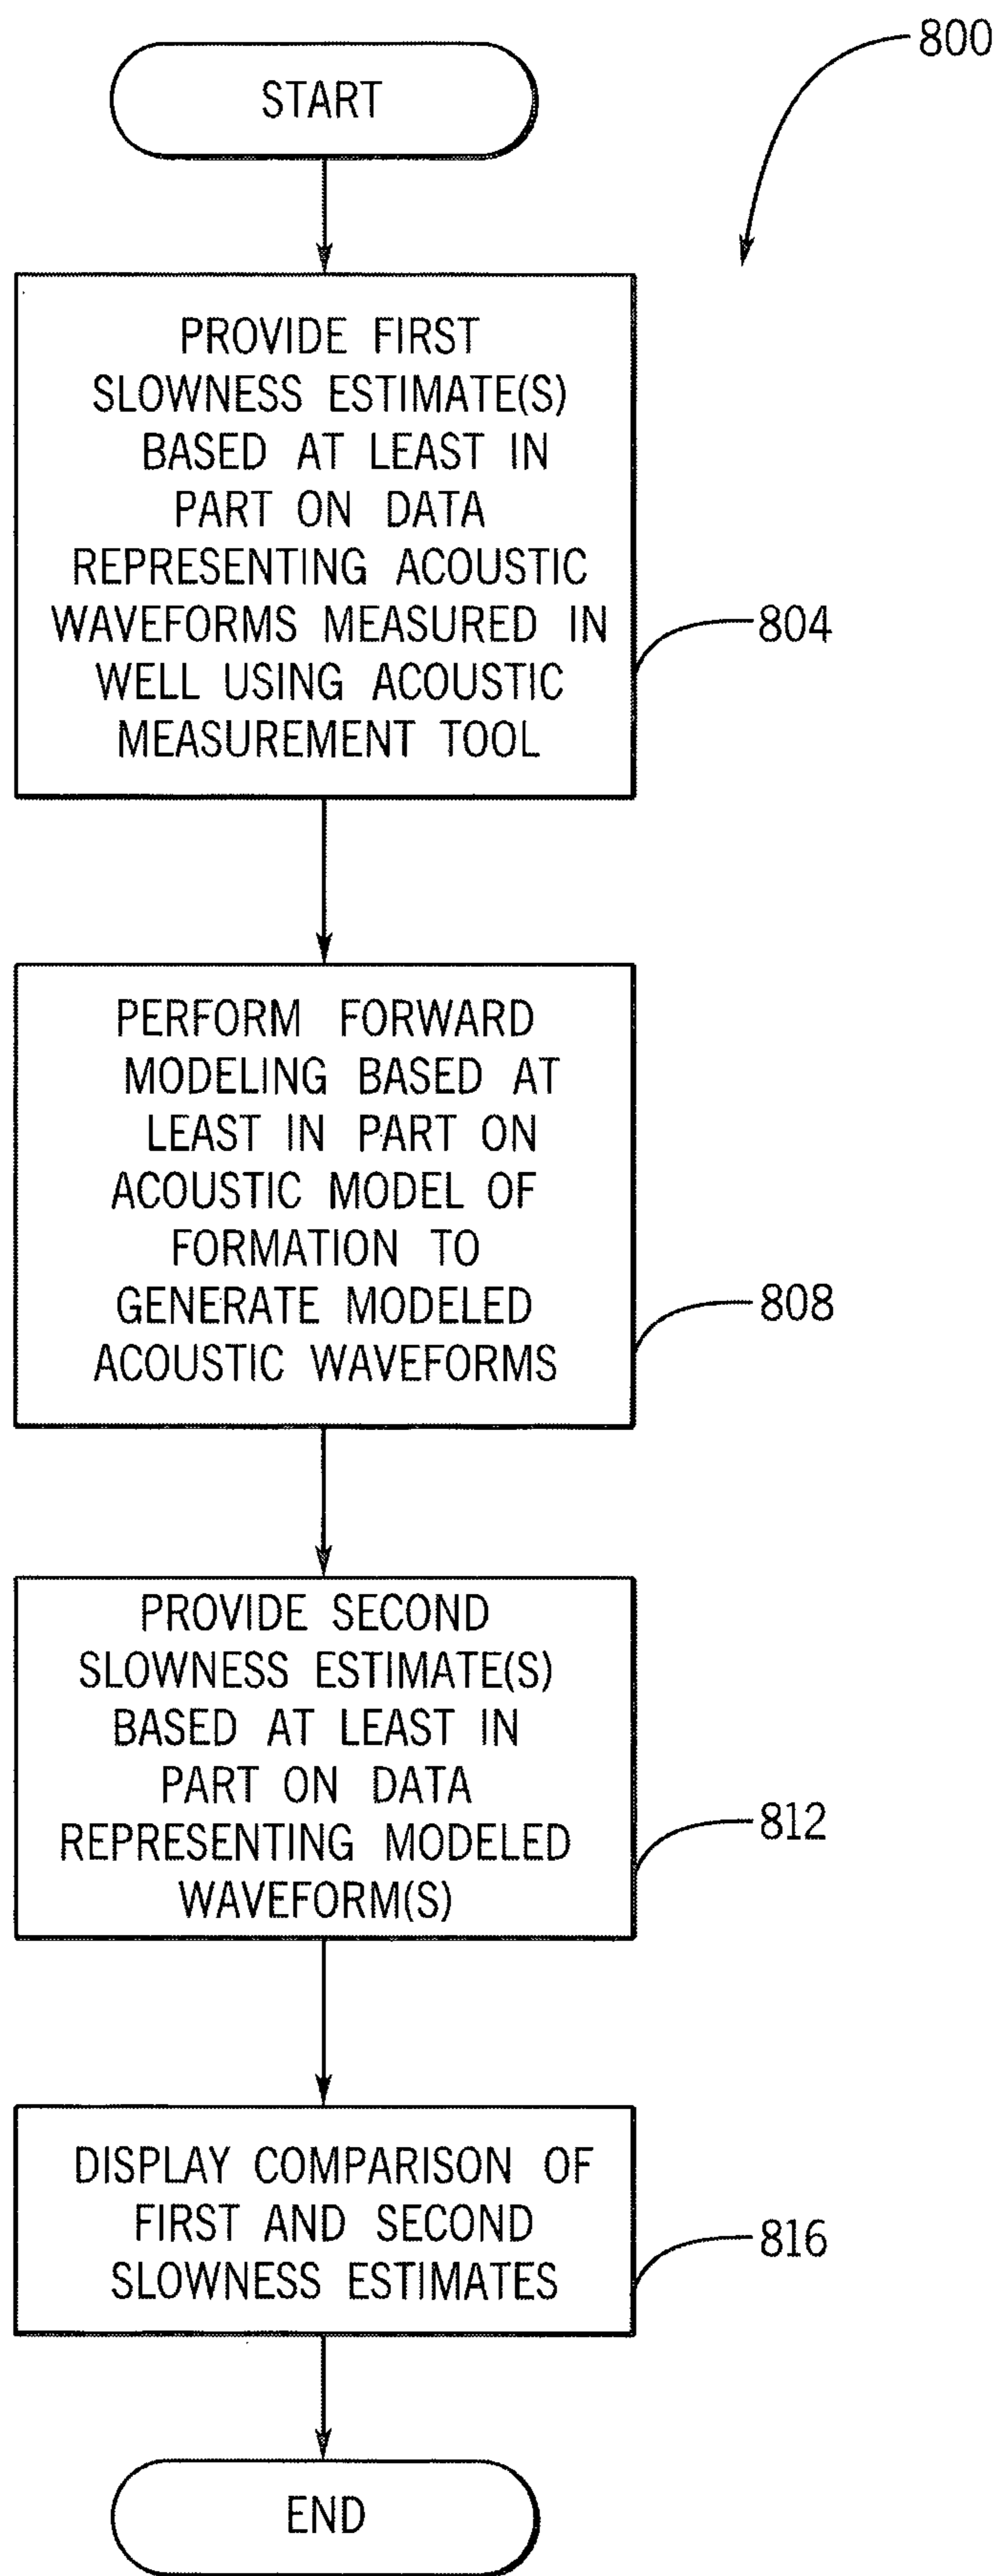 800
START
PROVIDE FIRST
SLOWNESS ESTIMATE(S)
BASED AT LEAST IN
PART ON DATA
REPRESENTING ACOUSTIC
WAVEFORMS MEASURED IN
WELL USING ACOUSTIC
MEASUREMENT TOOL
804
PERFORM FORWARD
MODELING BASED AT
LEAST IN PART ON
ACOUSTIC MODEL OF
FORMATION TO
GENERATE MODELED
ACOUSTIC WAVEFORMS
808
PROVIDE SECOND
SLOWNESS ESTIMATE(S)
BASED AT LEAST IN
PART ON DATA
REPRESENTING MODELED
WAVEFORM(S)
812
DISPLAY COMPARISON OF
FIRST AND SECOND
SLOWNESS ESTIMATES
816
END